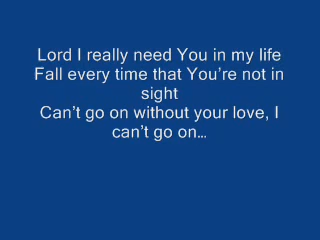 Lord I really need You in my life
Fall every time that You’re not in
sight
Can’t go on without your love, I
can’t go on…